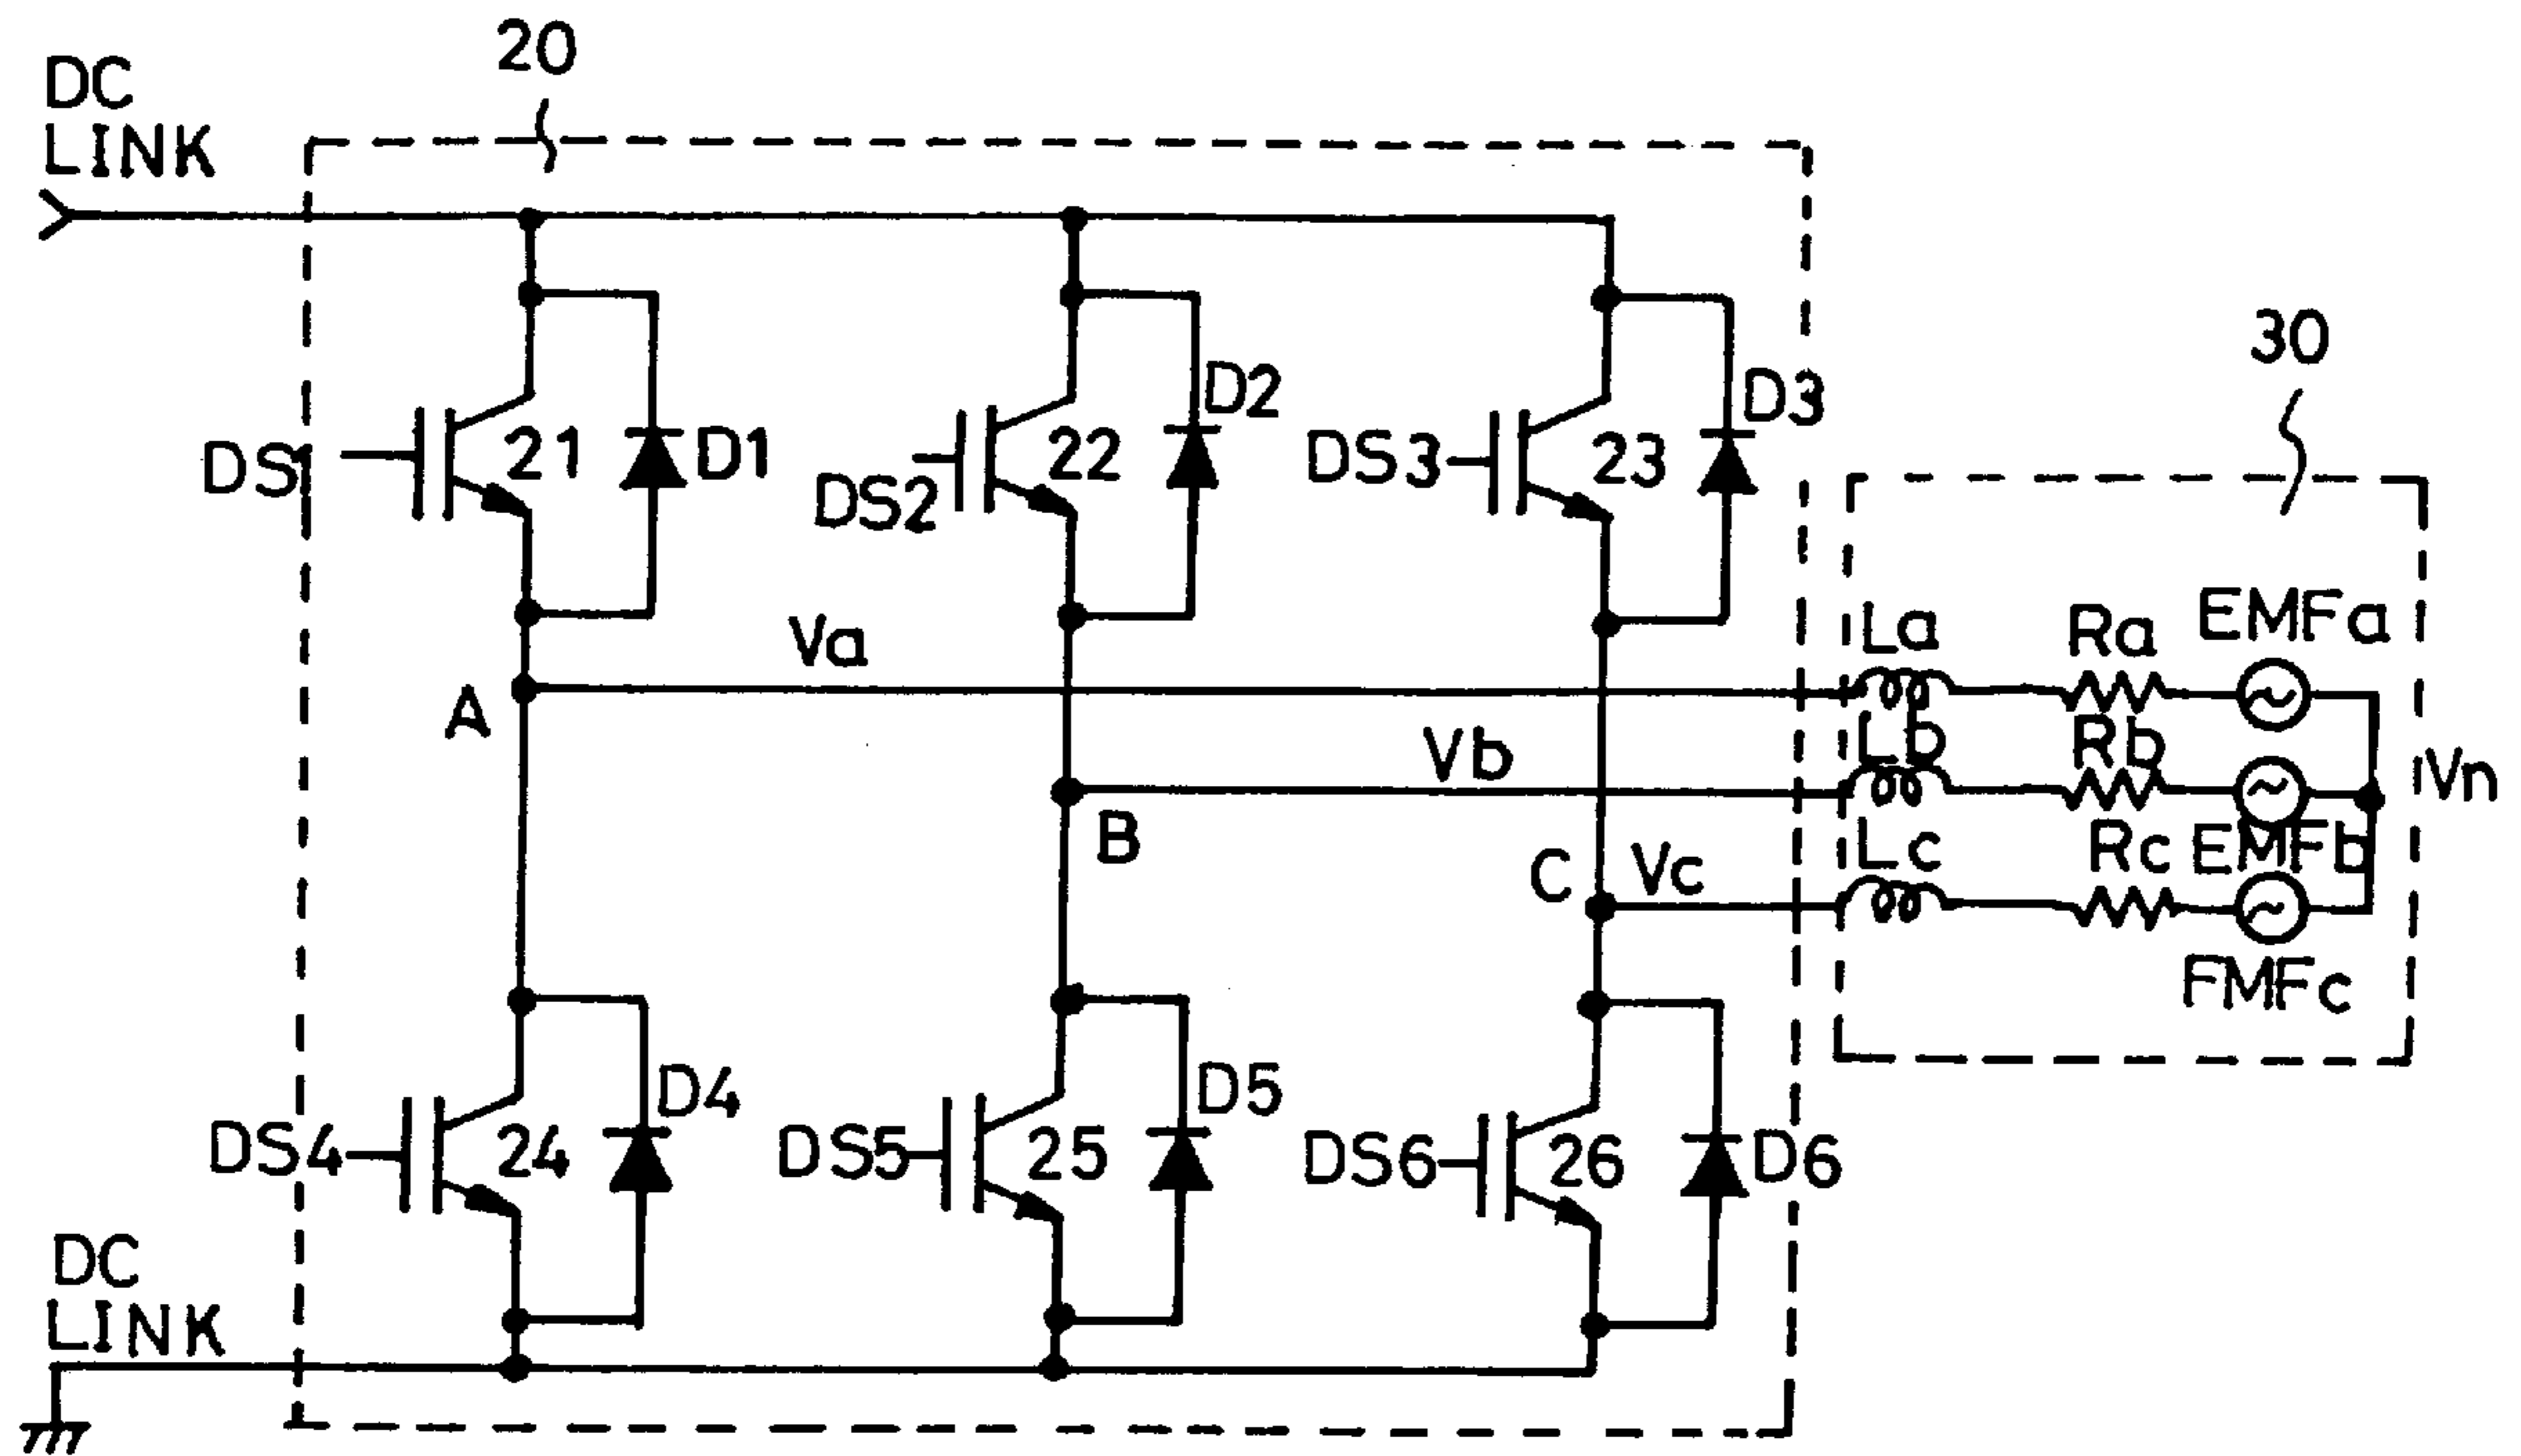 20
DC
LINK
30
D2
D3
DS1
21
D1
DS2
22
DS3
23
Va
La
Ra
EMFa
A
Vb
Lb
Rb
Vn
B
C
Vc
Lc
Rc
EMFb
FMFc
D4
D5
DS4
24
DS5
25
DS6
26
D6
DC
LINK